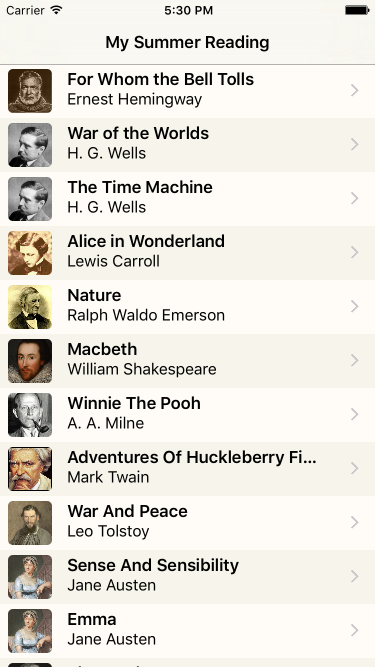 Carrier 5:30 PM
My Summer Reading
For Whom the Bell Tolls
Ernest Hemingway
War of the Worlds
H. G. Wells
The Time Machine
H. G. Wells
Alice in Wonderland
Lewis Carroll
Nature
Ralph Waldo Emerson
Macbeth
William Shakespeare
Winnie The Pooh
A. A. Milne
Adventures Of Huckleberry Fi...
Mark Twain
War And Peace
Leo Tolstoy
Sense And Sensibility
Jane Austen
Emma
Jane Austen